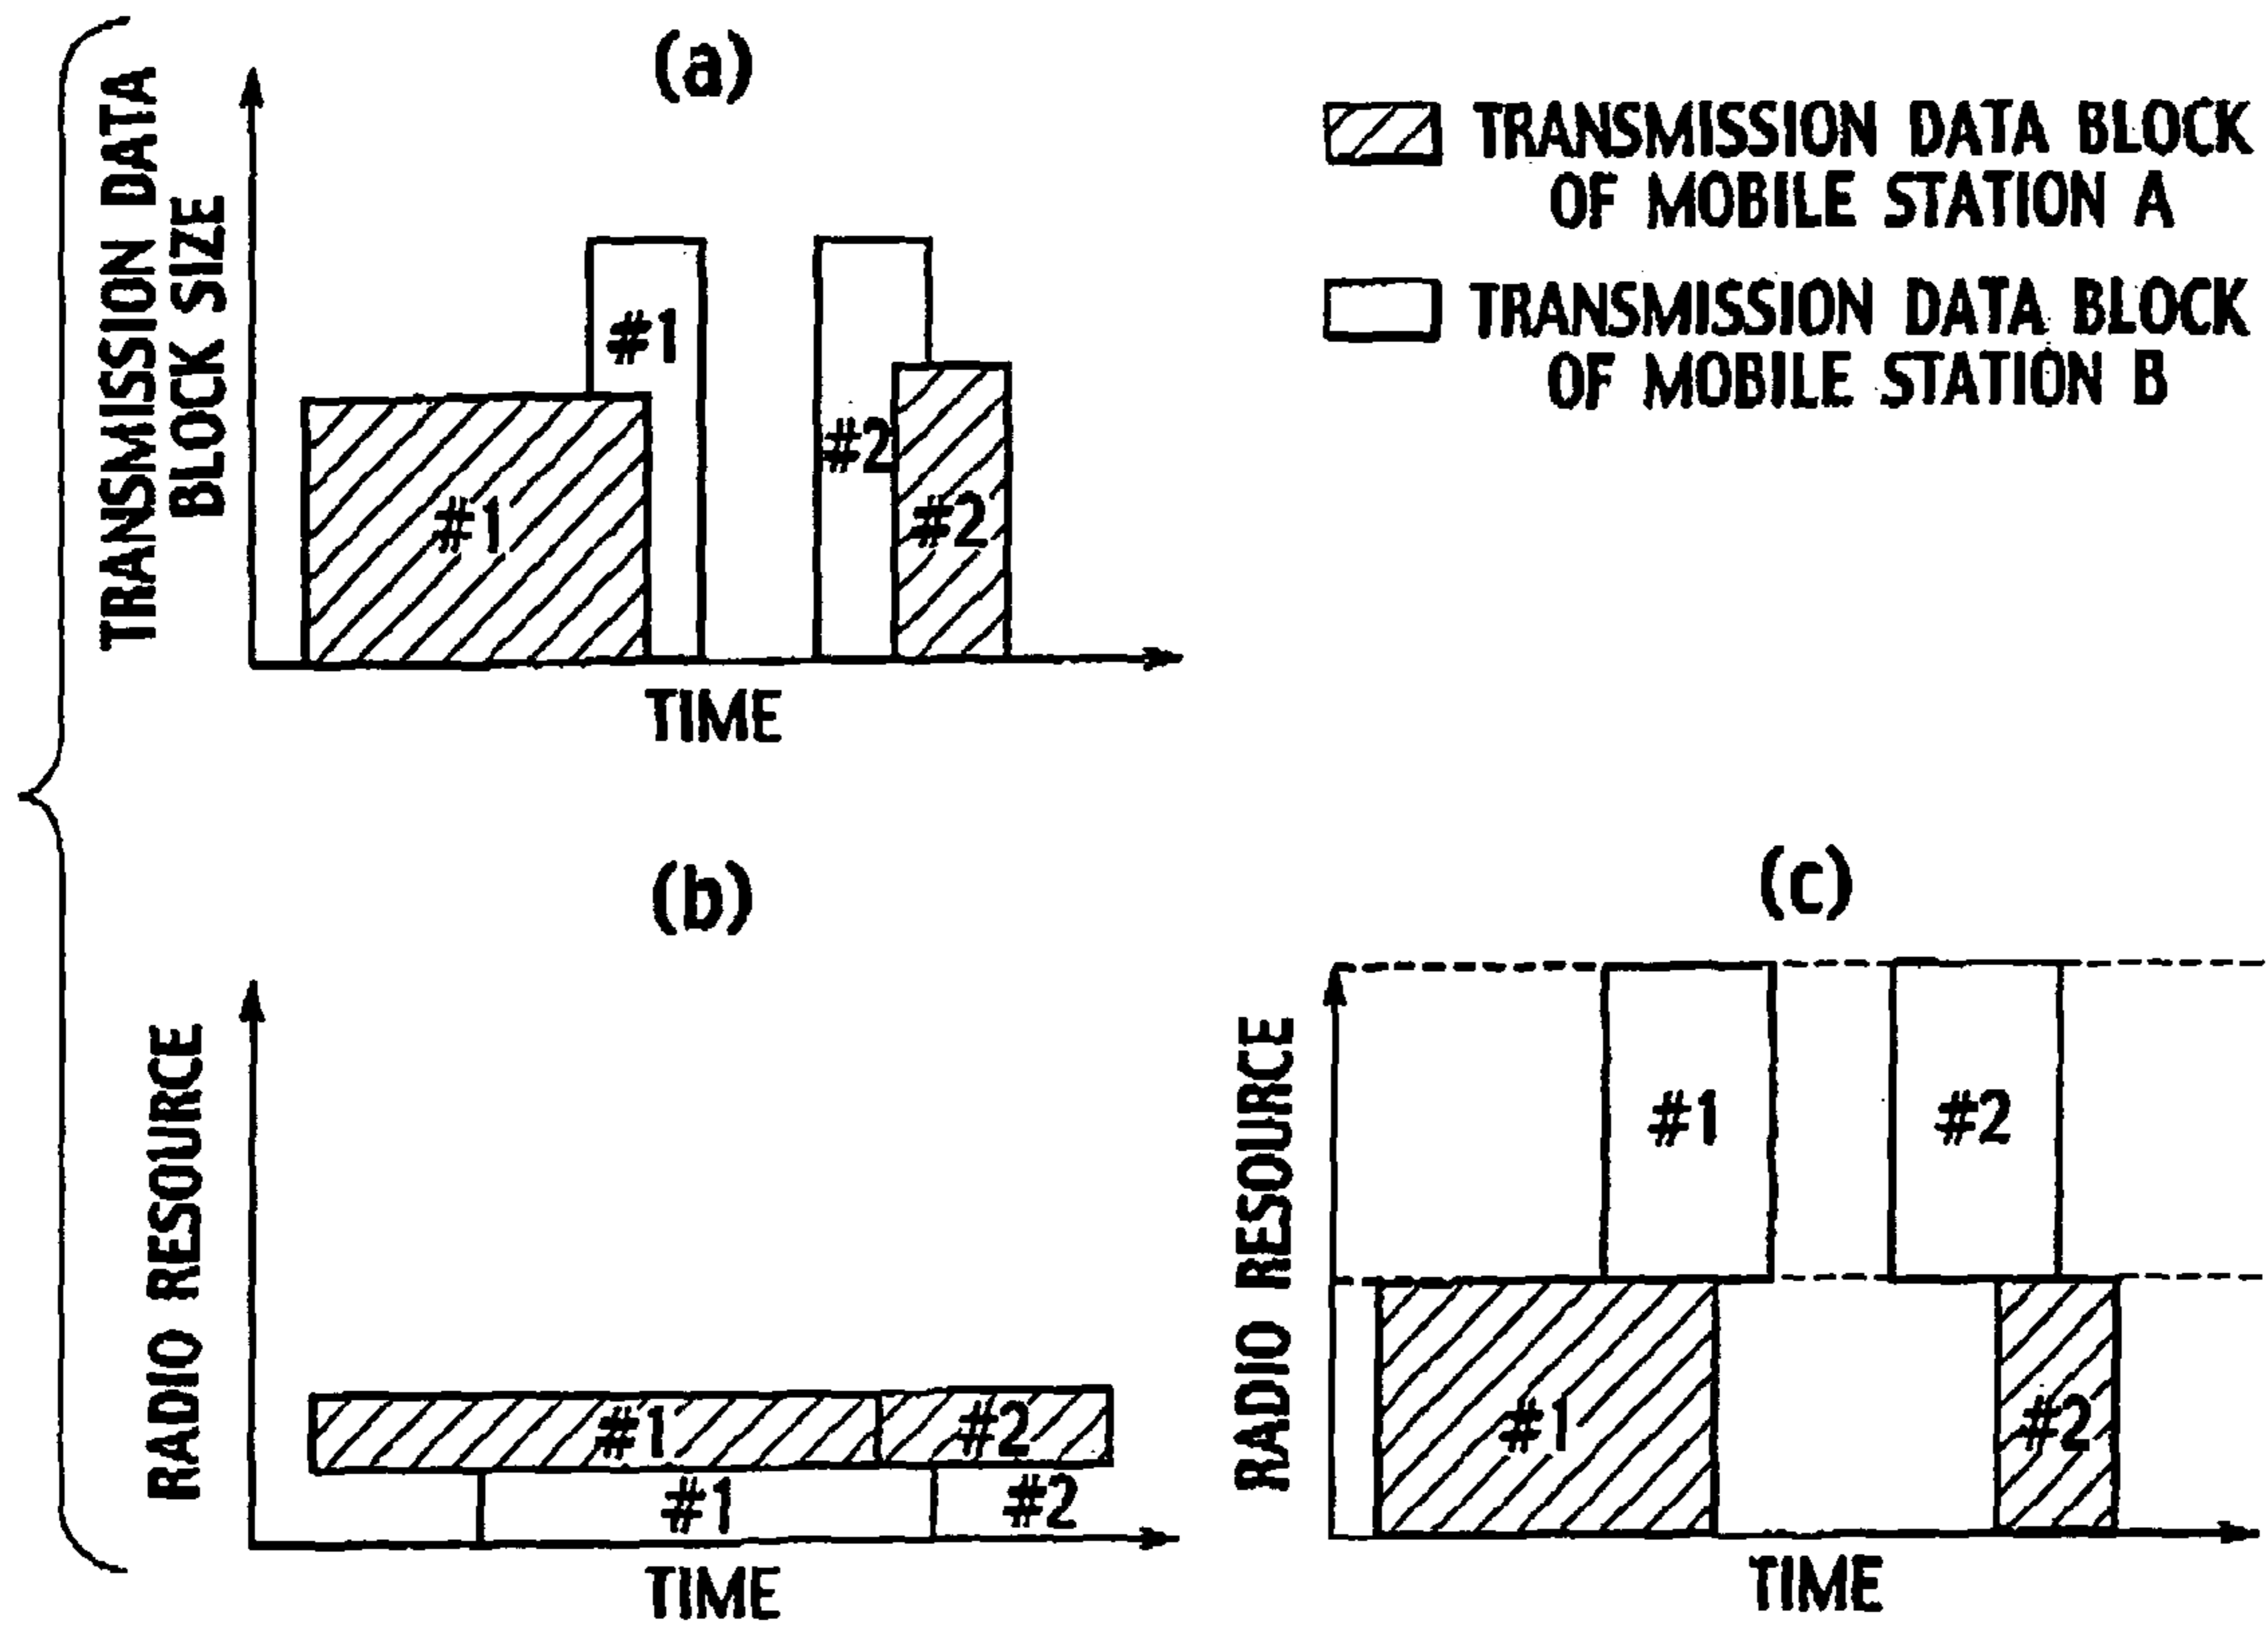 (a)
TRANSMISSION DATA
BLOCK SIZE
#1
#1
#2
#2
TIME
TRANSMISSION DATA BLOCK
OF MOBILE STATION A
TRANSMISSION DATA BLOCK
OF MOBILE STATION B
(b)
RADIO RESOURCE
#1
#2
#1
#2
TIME
(c)
RADIO RESOURCE
#1
#2
#1
#2
TIME